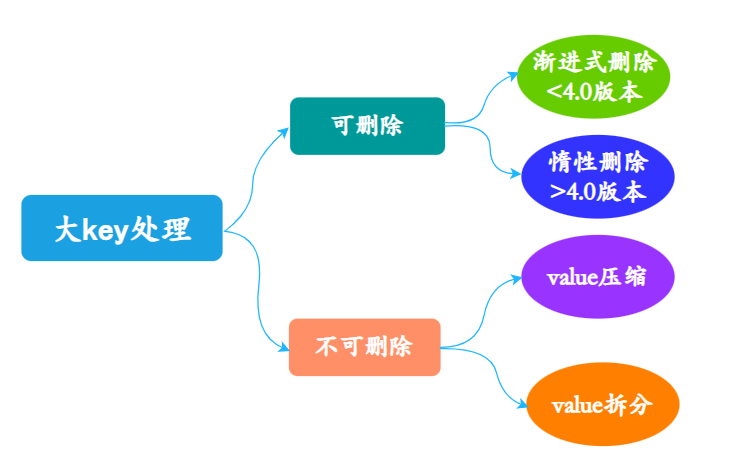 大key处理
可删除
渐进式删除
<4.0版本
惰性删除
>4.0版本
不可删除
value压缩
value拆分